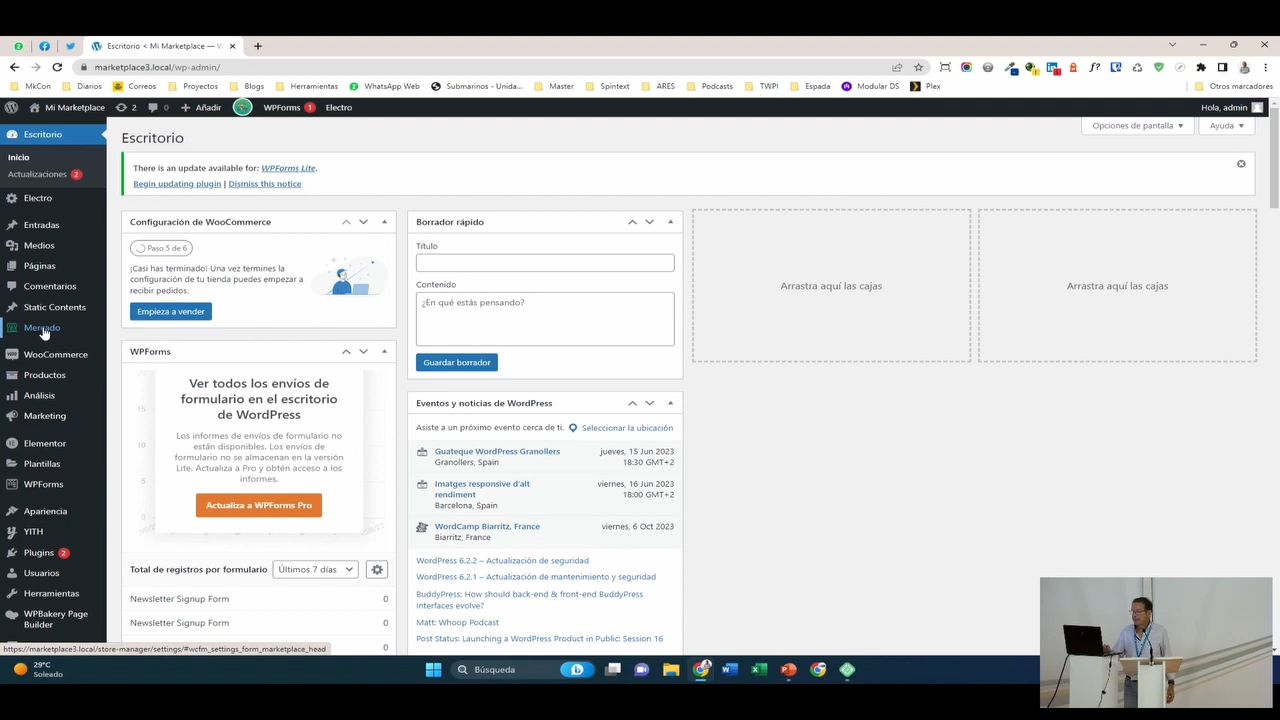 Escritorio < Mi Marketplace — W
marketplace3.local/wp-admin/
MkCon
Diarios
Correos
Proyectos
Blogs
Herramientas
WhatsApp Web
Submarinos - Unida...
Master
Spintext
ARES
Podcasts
TWPI
Espada
Modular DS
Plex
Otros marcadores
Mi Marketplace
2
0
Añadir
WPForms 1
Electro
Hola, admin
Escritorio
Inicio
Actualizaciones 2
Electro
Entradas
Medios
Páginas
Comentarios
Static Contents
Mercado
WooCommerce
Productos
Análisis
Marketing
Elementor
Plantillas
WPForms
Apariencia
YITH
Plugins 2
Usuarios
Herramientas
WPBakery Page
Builder
Escritorio
Opciones de pantalla
Ayuda
There is an update available for: WPForms Lite.
Begin updating plugin | Dismiss this notice
Configuración de WooCommerce
Paso 5 de 6
¡Casi has terminado! Una vez termines la
configuración de tu tienda puedes empezar a
recibir pedidos.
Empieza a vender
WPForms
15
10
5
0
Ver todos los envíos de
formulario en el escritorio
de WordPress
Los informes de envíos de formulario no
están disponibles. Los envíos de
formulario no se almacenan en la versión
Lite. Actualiza a Pro y obtén acceso a los
informes.
Actualiza a WPForms Pro
Total de registros por formulario
Últimos 7 días
Newsletter Signup Form 0
Newsletter Signup Form 0
0
Borrador rápido
Título
Contenido
¿En qué estás pensando?
Guardar borrador
Eventos y noticias de WordPress
Asiste a un próximo evento cerca de ti. Seleccionar la ubicación
Guateque WordPress Granollers
Granollers, Spain
jueves, 15 Jun 2023
18:30 GMT+2
Imatges responsive d'alt
rendiment
Barcelona, Spain
viernes, 16 Jun 2023
18:00 GMT+2
WordCamp Biarritz, France
Biarritz, France
viernes, 6 Oct 2023
WordPress 6.2.2 – Actualización de seguridad
WordPress 6.2.1 – Actualización de mantenimiento y seguridad
BuddyPress: How should back-end & front-end BuddyPress
Interfaces evolve?
Matt: Whoop Podcast
Post Status: Launching a WordPress Product in Public: Session 16
Arrastra aquí las cajas
Arrastra aquí las cajas
https://marketplace3.local/store-manager/settings/#wcfm_settings_form_marketplace_head
29°C
Soleado
Búsqueda